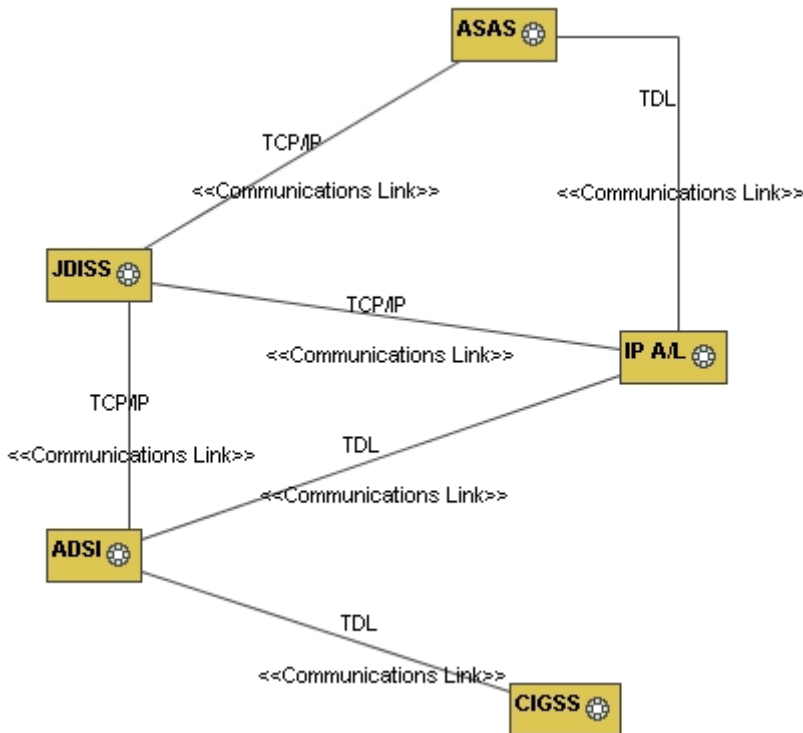 ASAS
TDL
TCP/IP
<<Communications Link>>
<<Communications Link>>
JDISS
TCP/IP
<<Communications Link>>
IP A/L
TCP/IP
<<Communications Link>>
TDL
<<Communications Link>>
ADSI
TDL
<<Communications Link>>
CIGSS